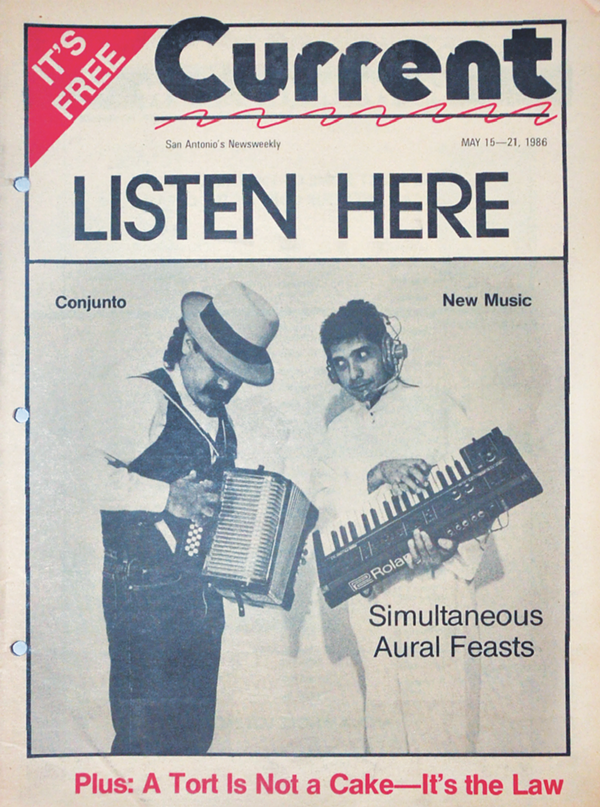 IT'S
FREE
Current
San Antonio's Newsweekly
MAY 15—21, 1986
LISTEN HERE
Conjunto
New Music
Roland
Simultaneous
Aural Feasts
Plus: A Tort Is Not a Cake—It's the Law